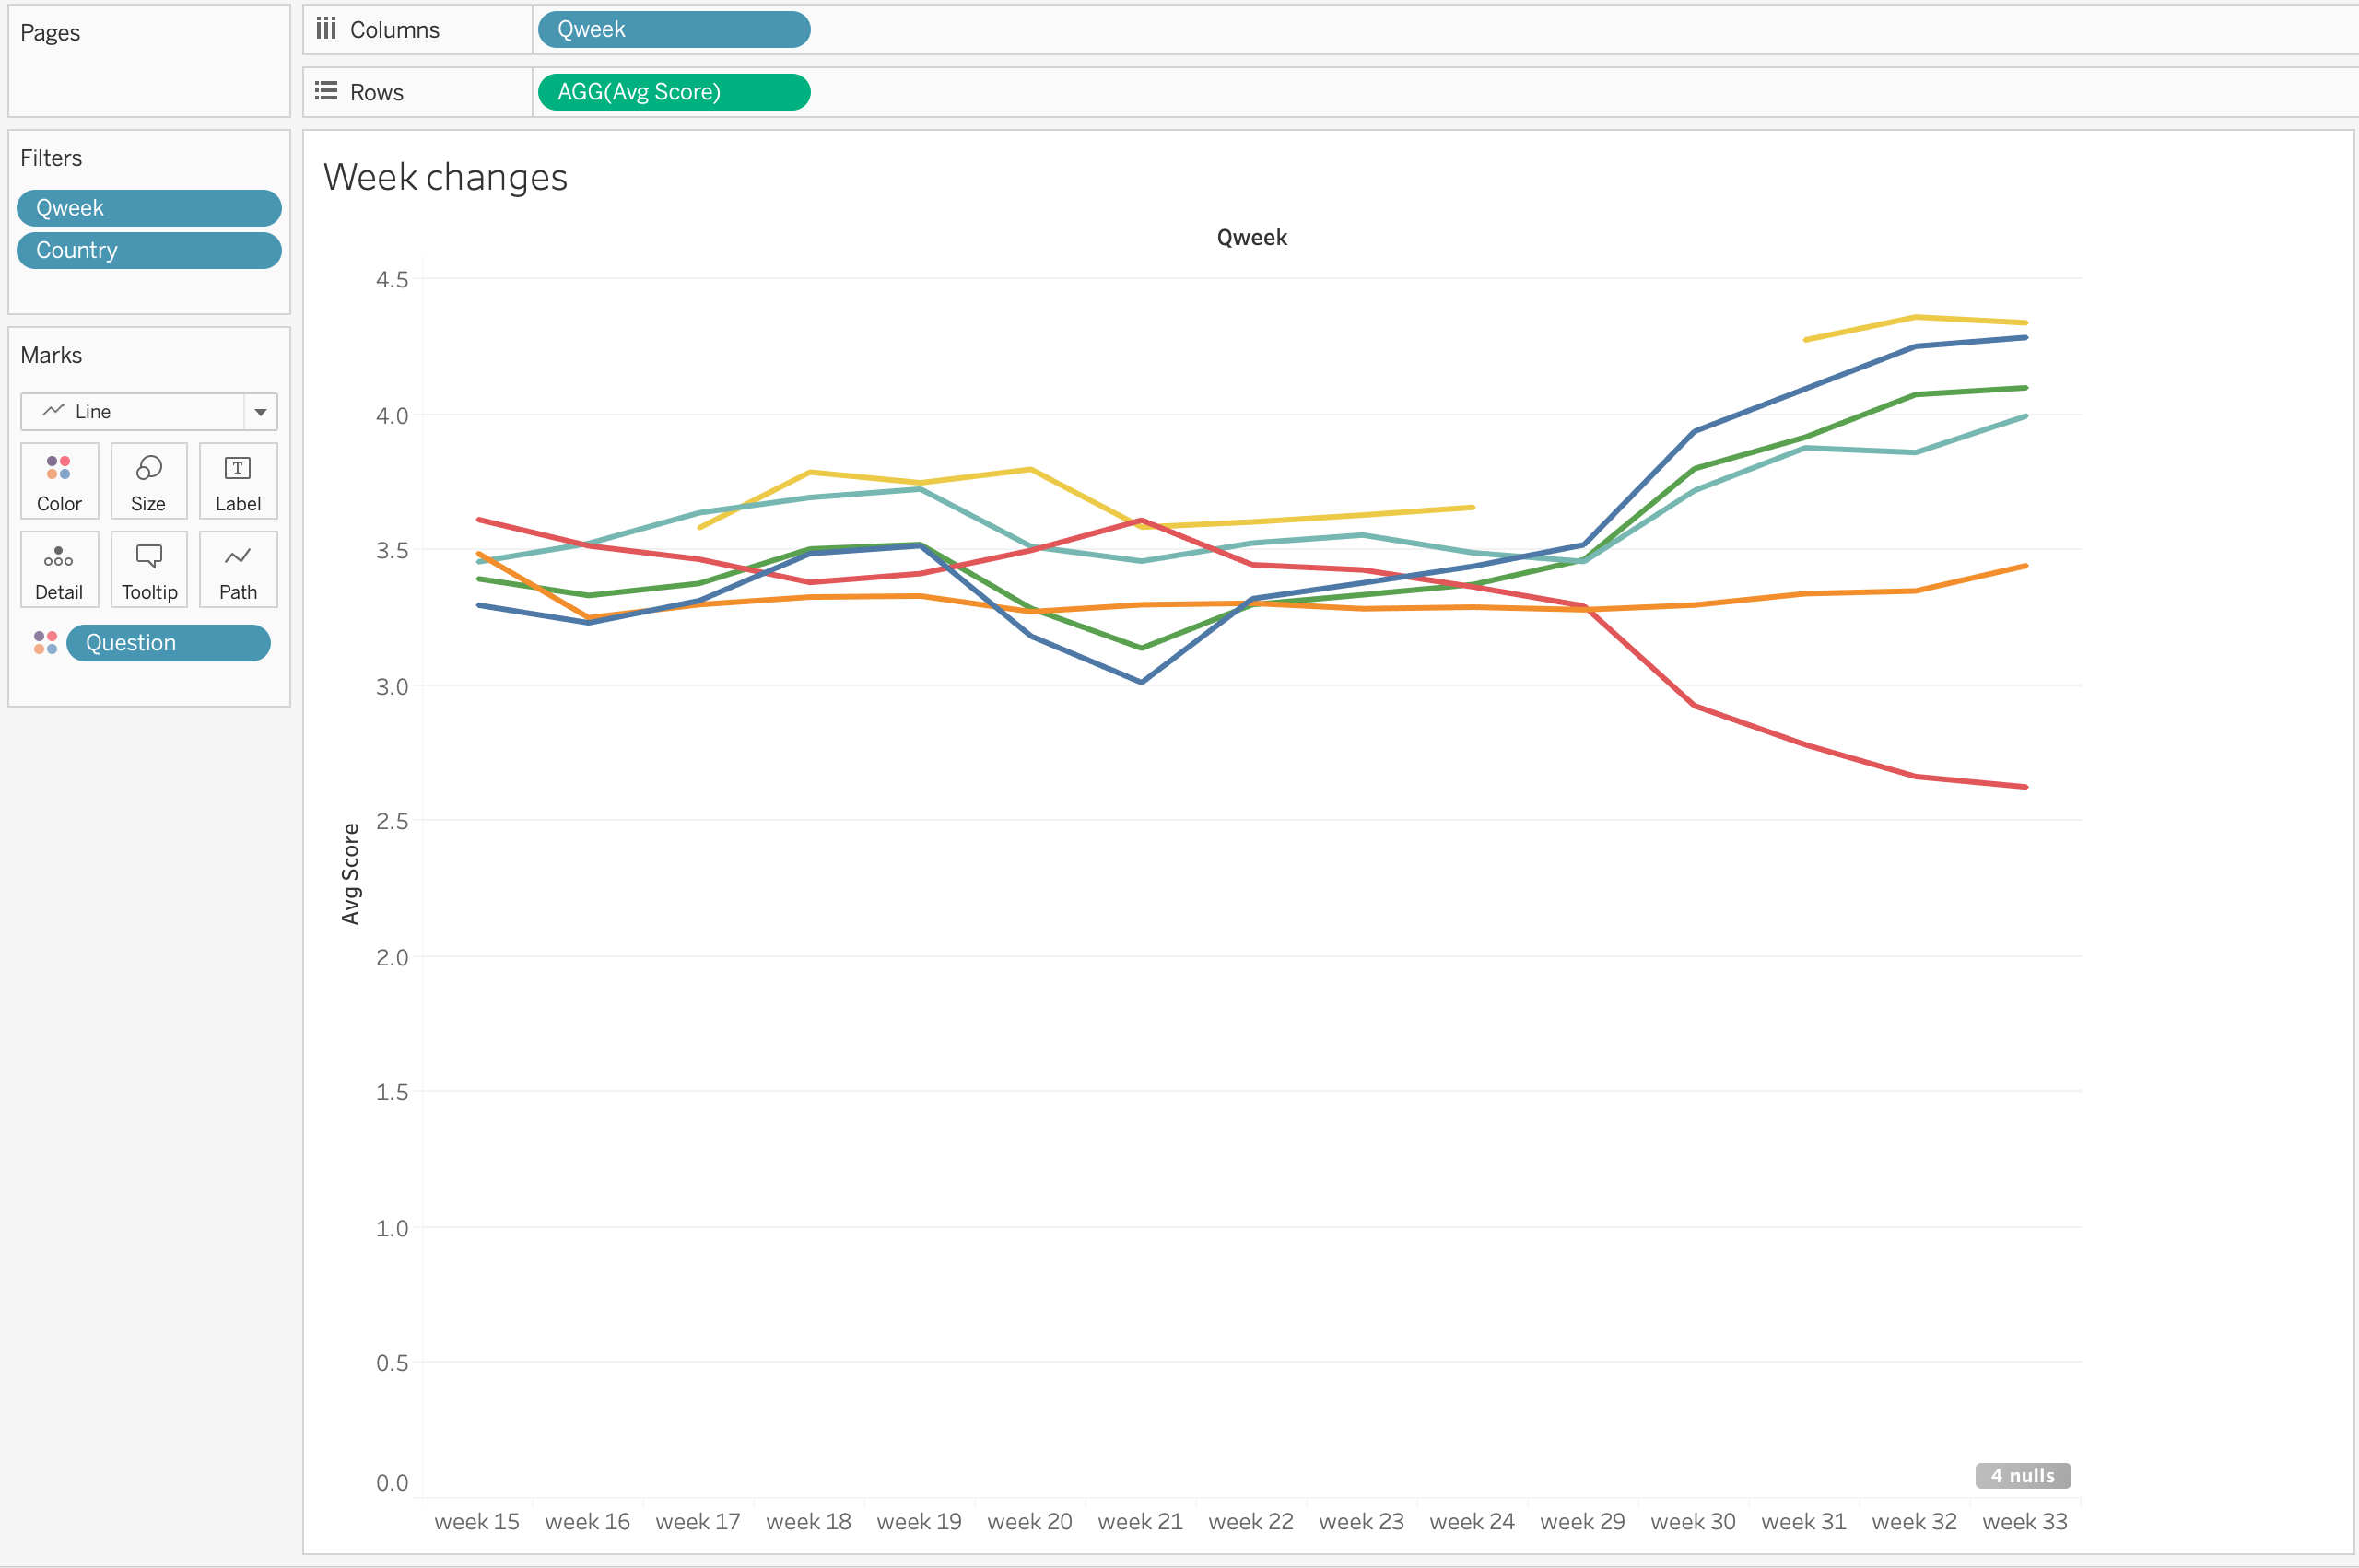 Pages
Columns
Qweek
Rows
AGG(Avg Score)
Filters
Qweek
Country
Marks
Line
Color
Size
T
Label
Detail
Tooltip
Path
Question
Week changes
Qweek
4.5
4.0
3.5
3.0
2.5
2.0
1.5
1.0
0.5
0.0
Avg Score
4 nulls
week 15
week 16
week 17
week 18
week 19
week 20
week 21
week 22
week 23
week 24
week 29
week 30
week 31
week 32
week 33